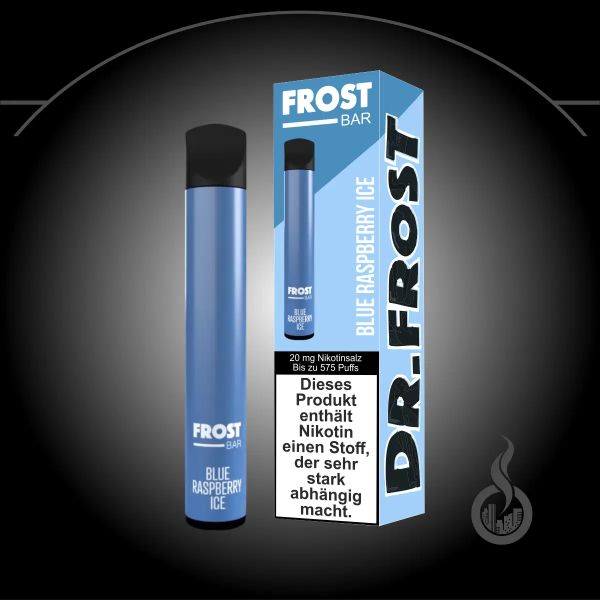 FROST
BAR
BLUE
RASPBERRY
ICE
FROST
BAR
BLUE RASPBERRY ICE
FROST
BAR
BLUE
RASPBERRY
ICE
20 mg Nikotinsalz
Bis zu 575 Puffs
Dieses
Produkt
enthält
Nikotin
einen Stoff,
der sehr
stark
abhängig
macht.
DR.FROST